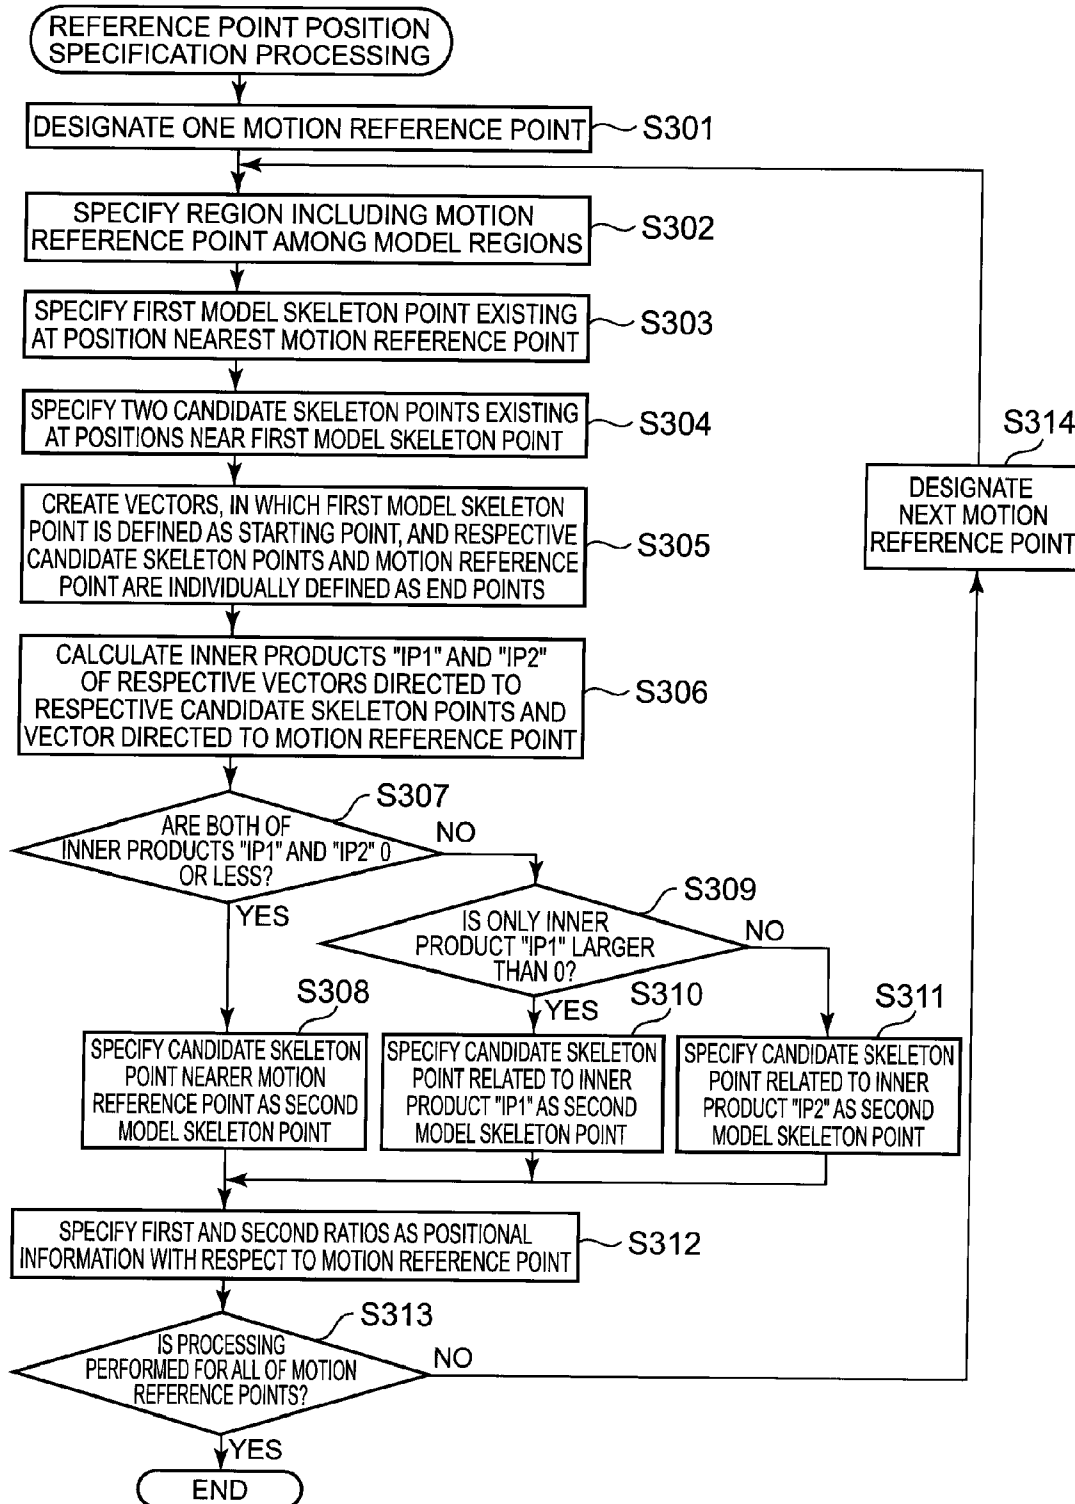 REFERENCE POINT POSITION
SPECIFICATION PROCESSING
DESIGNATE ONE MOTION REFERENCE POINT
S301
SPECIFY REGION INCLUDING MOTION
REFERENCE POINT AMONG MODEL REGIONS
S302
SPECIFY FIRST MODEL SKELETON POINT EXISTING
AT POSITION NEAREST MOTION REFERENCE POINT
S303
SPECIFY TWO CANDIDATE SKELETON POINTS EXISTING
AT POSITIONS NEAR FIRST MODEL SKELETON POINT
S304
S314
DESIGNATE
NEXT MOTION
REFERENCE POINT
CREATE VECTORS, IN WHICH FIRST MODEL SKELETON
POINT IS DEFINED AS STARTING POINT, AND RESPECTIVE
CANDIDATE SKELETON POINTS AND MOTION REFERENCE
POINT ARE INDIVIDUALLY DEFINED AS END POINTS
S305
CALCULATE INNER PRODUCTS "IP1" AND "IP2"
OF RESPECTIVE VECTORS DIRECTED TO
RESPECTIVE CANDIDATE SKELETON POINTS AND
VECTOR DIRECTED TO MOTION REFERENCE POINT
S306
S307
ARE BOTH OF
INNER PRODUCTS "IP1" AND "IP2" 0
OR LESS?
NO
YES
S309
IS ONLY INNER
PRODUCT "IP1" LARGER
THAN 0?
NO
YES
S308
SPECIFY CANDIDATE SKELETON
POINT NEARER MOTION
REFERENCE POINT AS SECOND
MODEL SKELETON POINT
S310
SPECIFY CANDIDATE SKELETON
POINT RELATED TO INNER
PRODUCT "IP1" AS SECOND
MODEL SKELETON POINT
S311
SPECIFY CANDIDATE SKELETON
POINT RELATED TO INNER
PRODUCT "IP2" AS SECOND
MODEL SKELETON POINT
SPECIFY FIRST AND SECOND RATIOS AS POSITIONAL
INFORMATION WITH RESPECT TO MOTION REFERENCE POINT
S312
S313
IS PROCESSING
PERFORMED FOR ALL OF MOTION
REFERENCE POINTS?
NO
YES
END